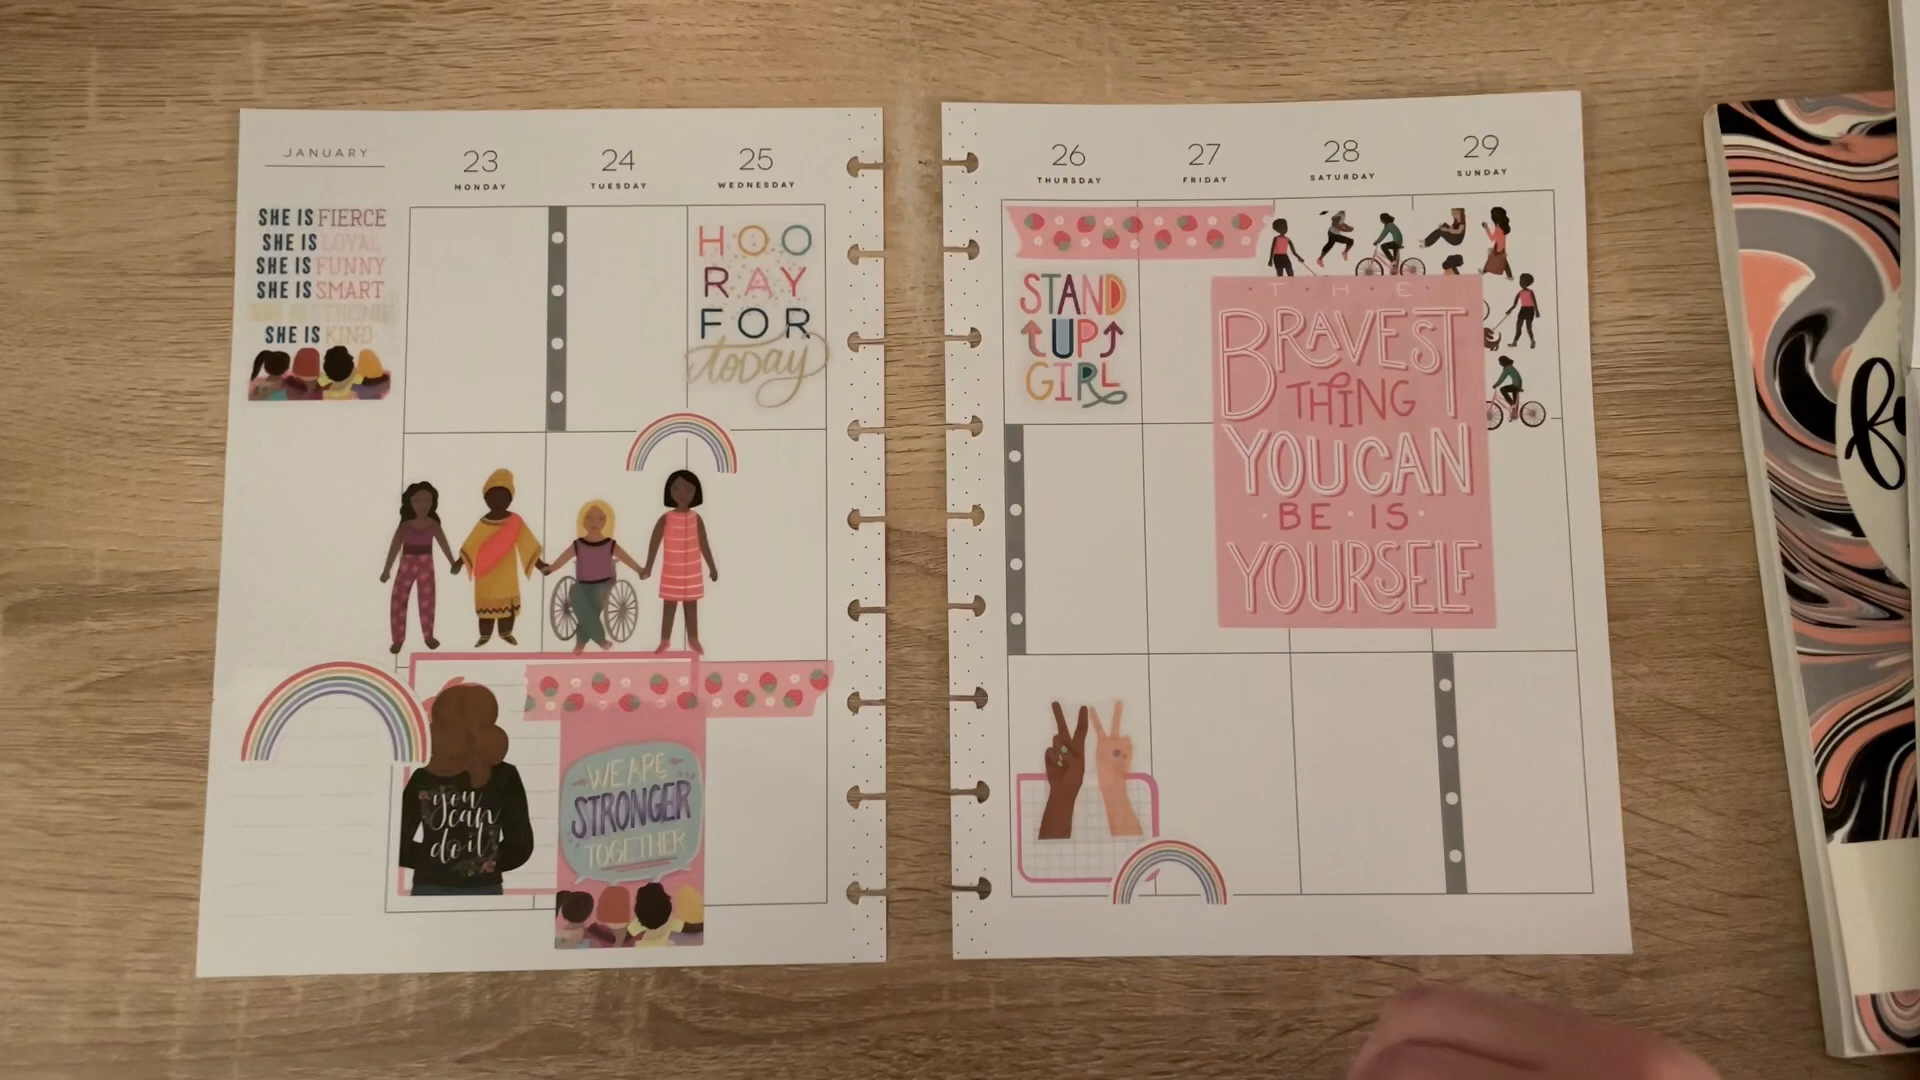 JANUARY
23
MONDAY
24
TUESDAY
25
WEDNESDAY
SHE IS FIERCE
SHE IS LOYAL
SHE IS FUNNY
SHE IS SMART
SHE IS STRONG
SHE IS KIND
HOO
RAY
FOR
today
you
can
do it
WE ARE
STRONGER
TOGETHER
26
THURSDAY
27
FRIDAY
28
SATURDAY
29
SUNDAY
STAND
UP
GIRL
THE
BRAVEST
THING
YOU CAN
BE IS
YOURSELF